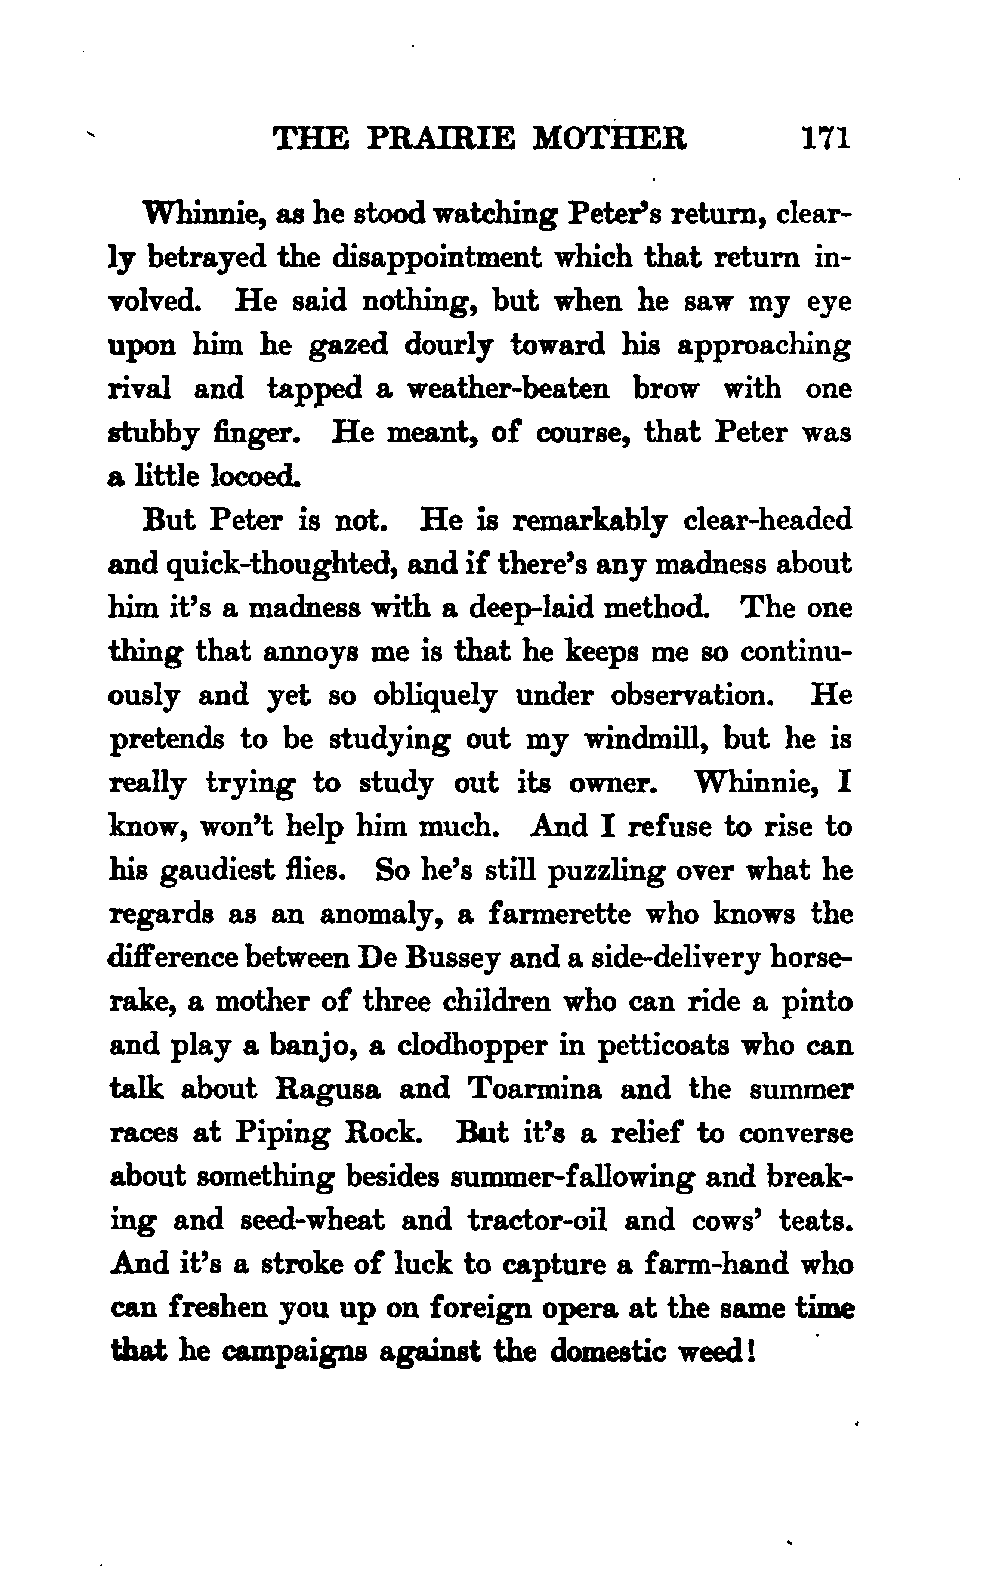 THE PRAIRIE MOTHER 171
Whinnie, as he stood watching Peter's return, clear-
ly betrayed the disappointment which that return in-
volved. He said nothing, but when he saw my eye
upon him he gazed dourly toward his approaching
rival and tapped a weather-beaten brow with one
stubby finger. He meant, of course, that Peter was
a little locoed.
But Peter is not. He is remarkably clear-headed
and quick-thoughted, and if there's any madness about
him it's a madness with a deep-laid method. The one
thing that annoys me is that he keeps me so continu-
ously and yet so obliquely under observation. He
pretends to be studying out my windmill, but he is
really trying to study out its owner. Whinnie, I
know, won't help him much. And I refuse to rise to
his gaudiest flies. So he's still puzzling over what he
regards as an anomaly, a farmerette who knows the
difference between De Bussey and a side-delivery horse-
rake, a mother of three children who can ride a pinto
and play a banjo, a clodhopper in petticoats who can
talk about Ragusa and Toarmina and the summer
races at Piping Rock. But it's a relief to converse
about something besides summer-fallowing and break-
ing and seed-wheat and tractor-oil and cows' teats.
And it's a stroke of luck to capture a farm-hand who
can freshen you up on foreign opera at the same time
that he campaigns against the domestic weed!